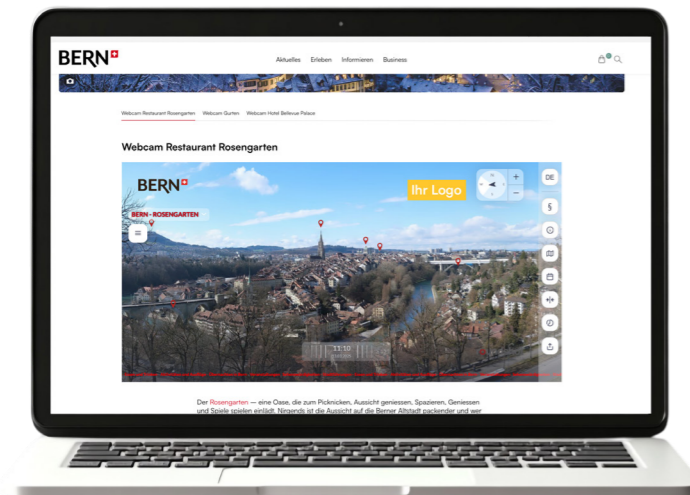 BERN
Aktuelles Erleben Informieren Business
Webcam Restaurant Rosengarten Webcam Gurten Webcam Hotel Bellevue Palace
Webcam Restaurant Rosengarten
BERN
Ihr Logo
DE
BERN - ROSENGARTEN
§
11:10
Der Rosengarten — eine Oase, die zum Picknicken, Aussicht geniessen, Spazieren, Geniessen
und Spiele spielen einlädt. Nirgends ist die Aussicht auf die Berner Altstadt packender und wer